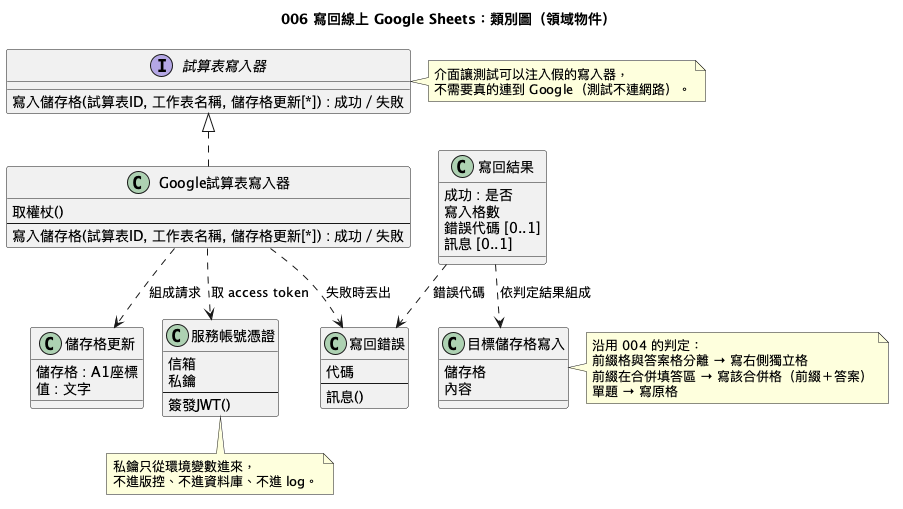 006 寫回線上 Google Sheets：類別圖（領域物件）
I 試算表寫入器
寫入儲存格(試算表ID, 工作表名稱, 儲存格更新[*]) : 成功 / 失敗
介面讓測試可以注入假的寫入器，
不需要真的連到 Google（測試不連網路）。
C Google試算表寫入器
取權杖()
寫入儲存格(試算表ID, 工作表名稱, 儲存格更新[*]) : 成功 / 失敗
C 寫回結果
成功 : 是否
寫入格數
錯誤代碼 [0..1]
訊息 [0..1]
組成請求
取 access token
失敗時丟出
錯誤代碼
依判定結果組成
C 儲存格更新
儲存格 : A1座標
值 : 文字
C 服務帳號憑證
信箱
私鑰
簽發JWT()
C 寫回錯誤
代碼
訊息()
C 目標儲存格寫入
儲存格
內容
沿用 004 的判定：
前綴格與答案格分離 → 寫右側獨立格
前綴在合併填答區 → 寫該合併格（前綴＋答案）
單題 → 寫原格
私鑰只從環境變數進來，
不進版控、不進資料庫、不進 log。